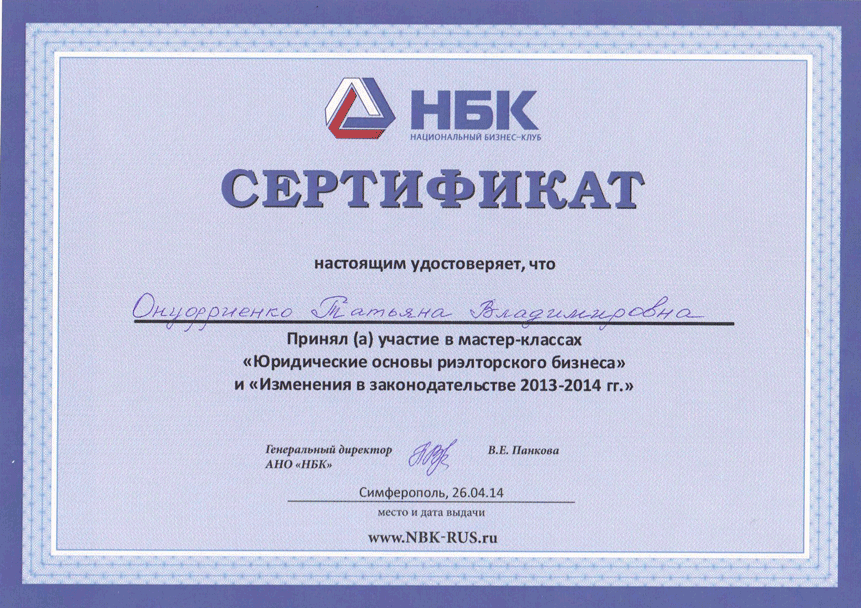 НБК
НАЦИОНАЛЬНЫЙ БИЗНЕС-КЛУБ
СЕРТИФИКАТ
настоящим удостоверяет, что
Онуфриенко Татьяна Владимировна
Принял (а) участие в мастер-классах
«Юридические основы риэлторского бизнеса»
и «Изменения в законодательстве 2013-2014 гг.»
Генеральный директор В.Е. Панкова
АНО «НБК»
Симферополь, 26.04.14
место и дата выдачи
www.NBK-RUS.ru